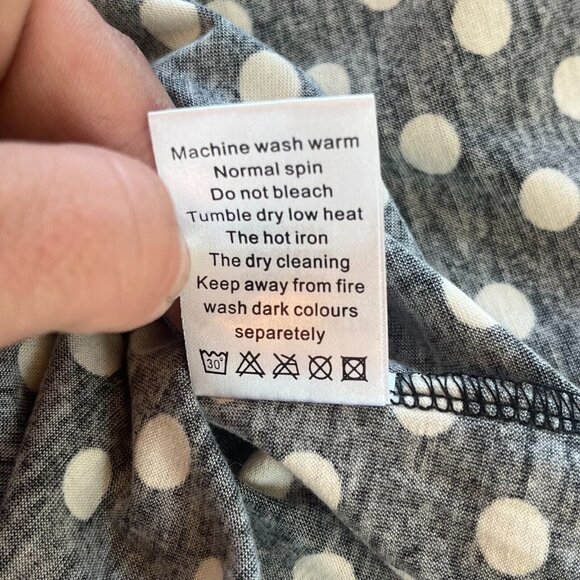 Machine wash warm
Normal spin
Do not bleach
Tumble dry low heat
The hot iron
The dry cleaning
Keep away from fire
wash dark colours
separetely
30°